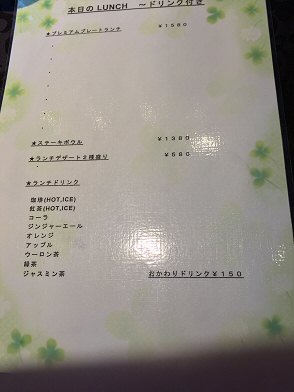 本日の LUNCH ～ドリンク付き
★プレミアムプレートランチ ￥１５８０
・
・
・
・
・
・
★ステーキボウル ￥１３８０
★ランチデザート２種盛り ￥６８０
★ランチドリンク
珈琲(HOT,ICE)
紅茶(HOT,ICE)
コーラ
ジンジャーエール
オレンジ
アップル
ウーロン茶
緑茶
ジャスミン茶 おかわりドリンク￥１５０